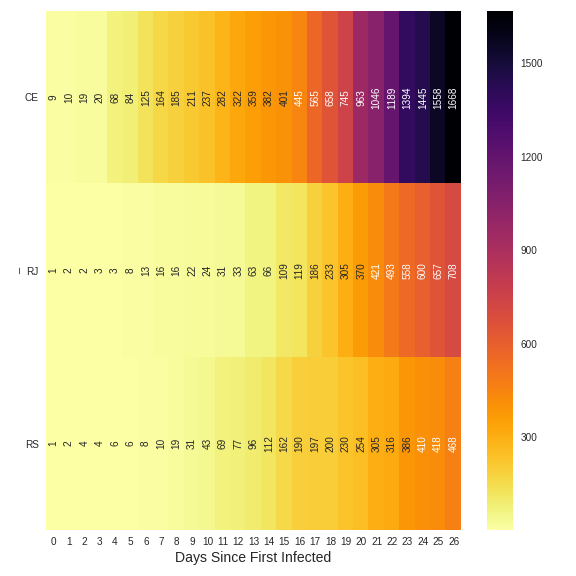 CE 9 10 19 20 68 84 125 164 185 211 237 282 322 359 382 401 445 565 658 745 963 1046 1189 1394 1445 1558 1668
RJ 1 2 2 3 3 8 13 16 16 22 24 31 33 63 66 109 119 186 233 305 370 421 493 558 600 657 708
RS 1 2 4 4 6 6 8 10 19 31 43 69 77 96 112 162 190 197 200 230 254 305 316 386 410 418 468
0 1 2 3 4 5 6 7 8 9 10 11 12 13 14 15 16 17 18 19 20 21 22 23 24 25 26
Days Since First Infected
1500
1200
900
600
300